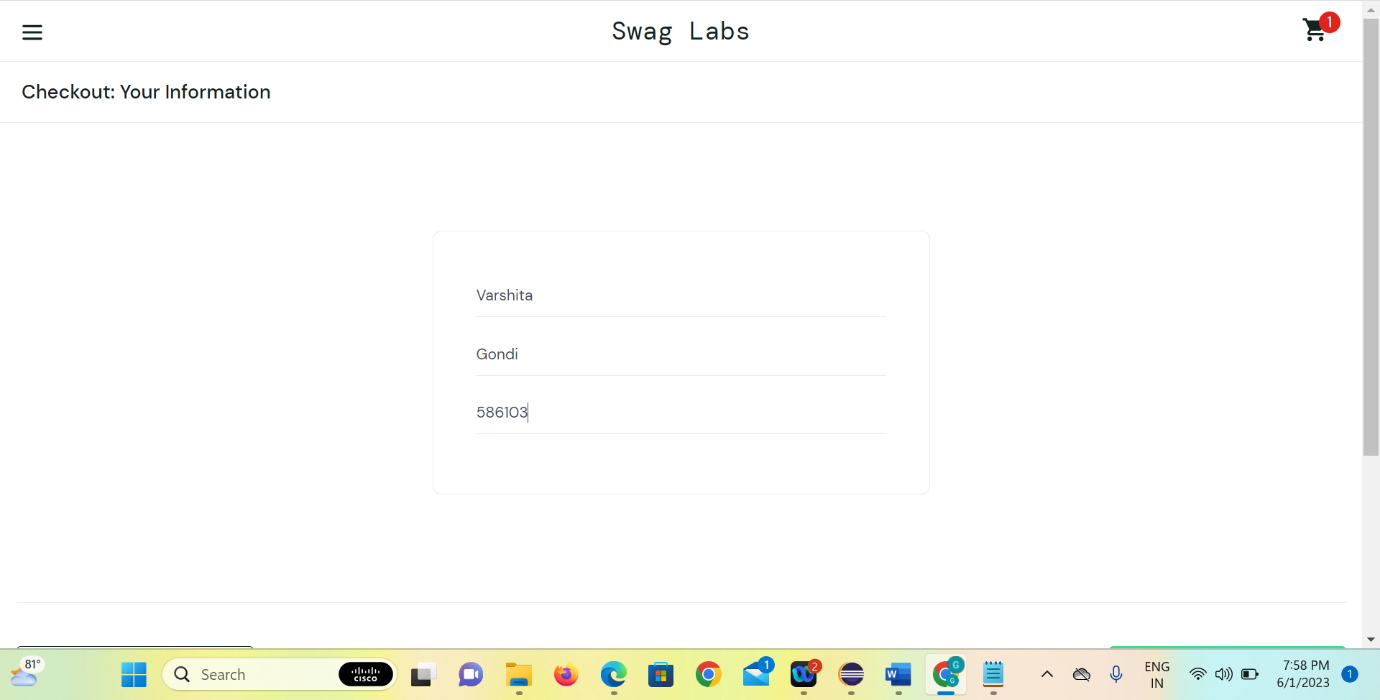 Swag Labs
1
Checkout: Your Information
Varshita
Gondi
586103
81°
Search
CISCO
1
2
W
G
G
ENG
IN
7:58 PM
6/1/2023
1